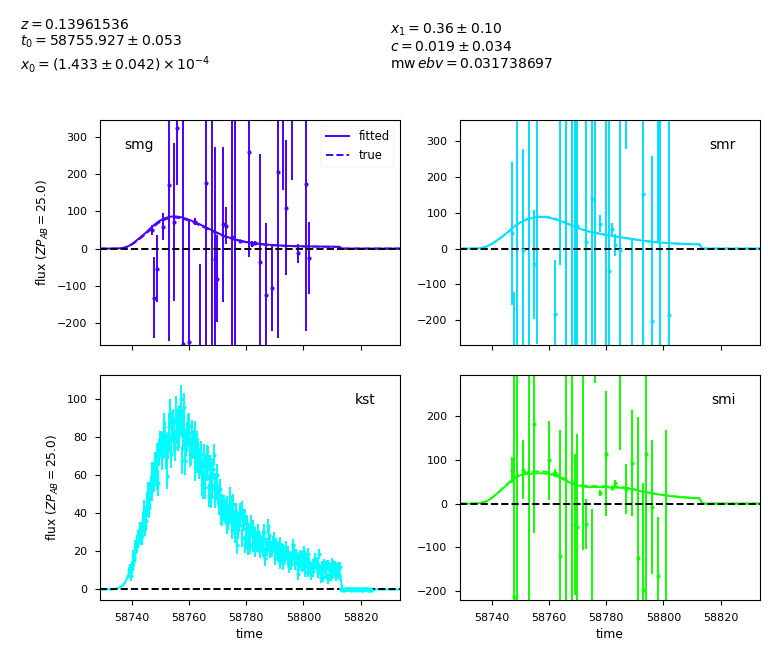 z = 0.13961536
t₀ = 58755.927 ± 0.053
x₀ = (1.433 ± 0.042) × 10⁻⁴
x₁ = 0.36 ± 0.10
c = 0.019 ± 0.034
mw ebv = 0.031738697
300
200
100
0
−100
−200
flux (ZP_AB = 25.0)
smg
fitted
true
300
200
100
0
−100
−200
smr
100
80
60
40
20
0
flux (ZP_AB = 25.0)
kst
58740 58760 58780 58800 58820
time
200
100
0
−100
−200
smi
58740 58760 58780 58800 58820
time